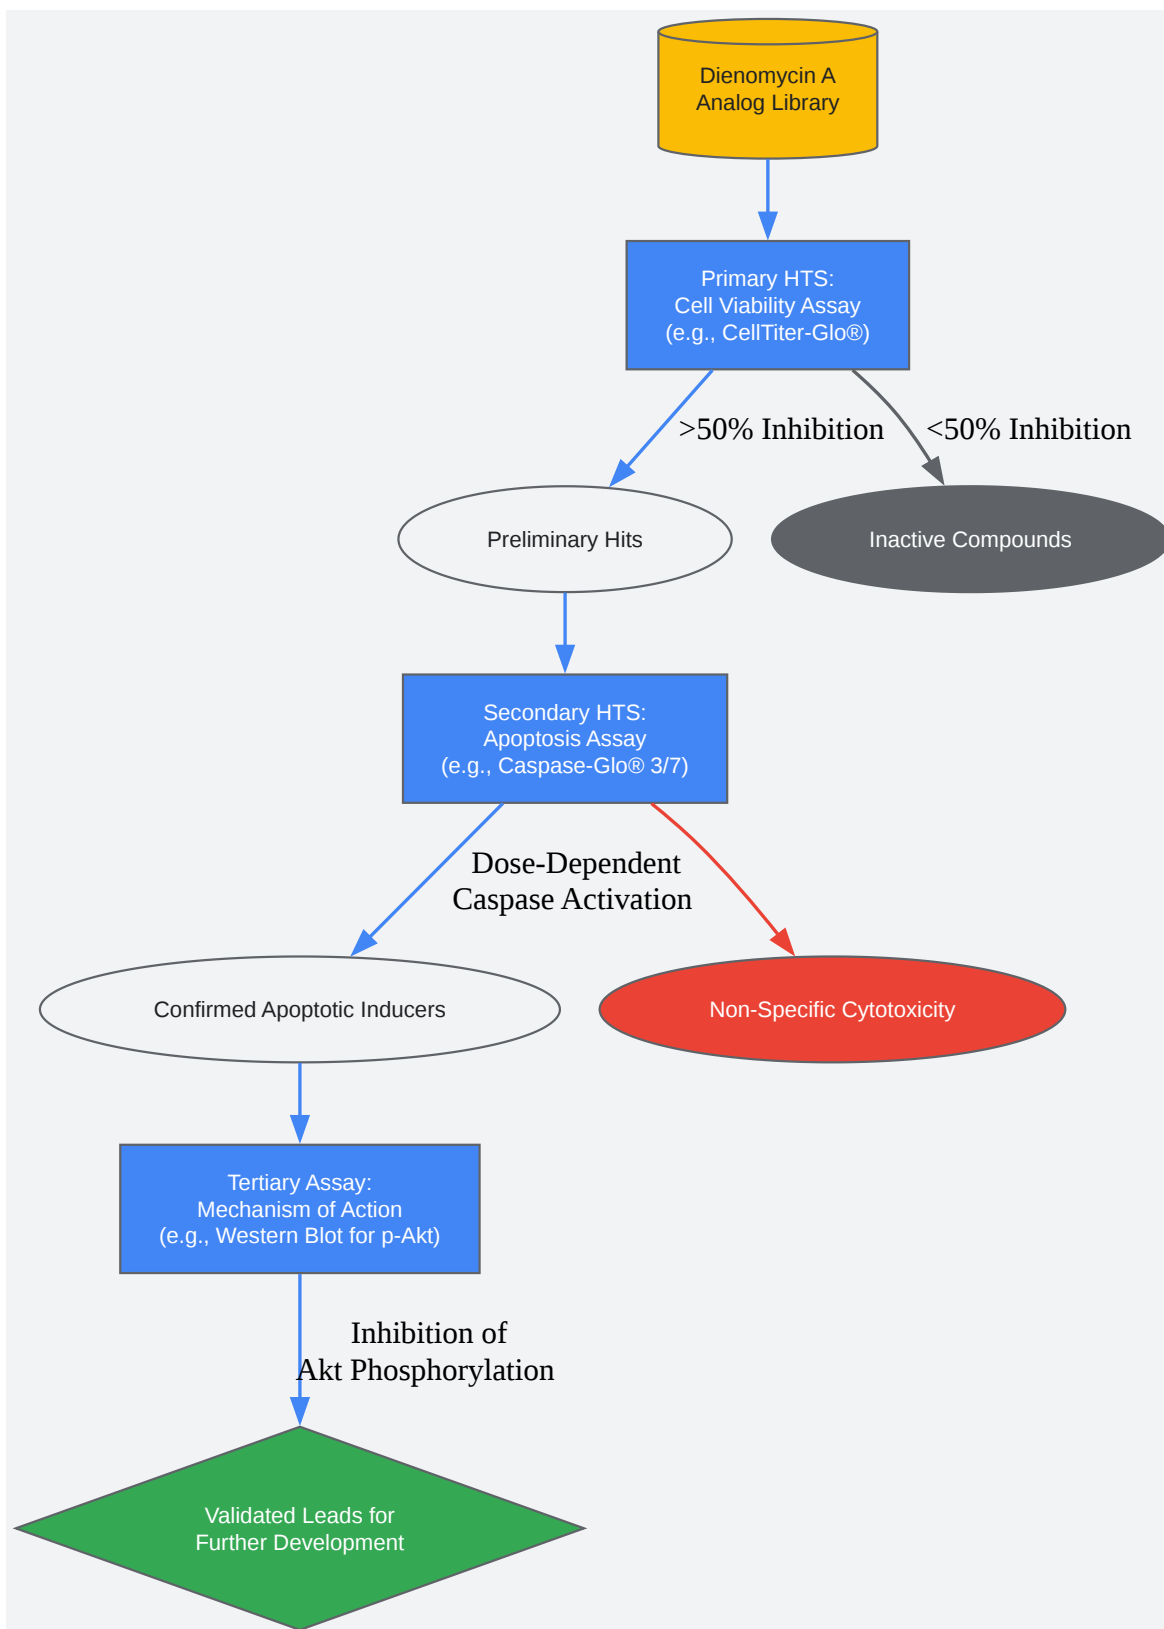 Dienomycin A
Analog Library
Primary HTS:
Cell Viability Assay
(e.g., CellTiter-Glo®)
>50% Inhibition
<50% Inhibition
Preliminary Hits
Inactive Compounds
Secondary HTS:
Apoptosis Assay
(e.g., Caspase-Glo® 3/7)
Dose-Dependent
Caspase Activation
Confirmed Apoptotic Inducers
Non-Specific Cytotoxicity
Tertiary Assay:
Mechanism of Action
(e.g., Western Blot for p-Akt)
Inhibition of
Akt Phosphorylation
Validated Leads for
Further Development